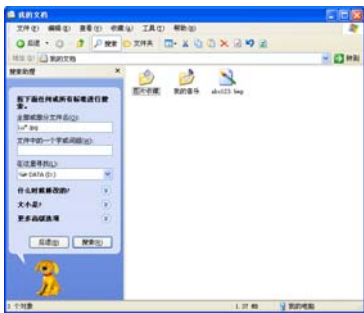 我的文档
文件(F) 编辑(E) 查看(V) 收藏(A) 工具(T) 帮助(H)
后退 搜索 文件夹
地址(D) 我的文档 转到
搜索助理
图片收藏 我的音乐 abc123.bmp
按下面任何或所有标准进行搜索。
全部或部分文件名(O):
文件中的一个字或词组(W):
在这里寻找(L):
DATA (D:)
什么时候修改的?
大小是?
更多高级选项
后退(B) 搜索(R)
1.37 MB 我的电脑